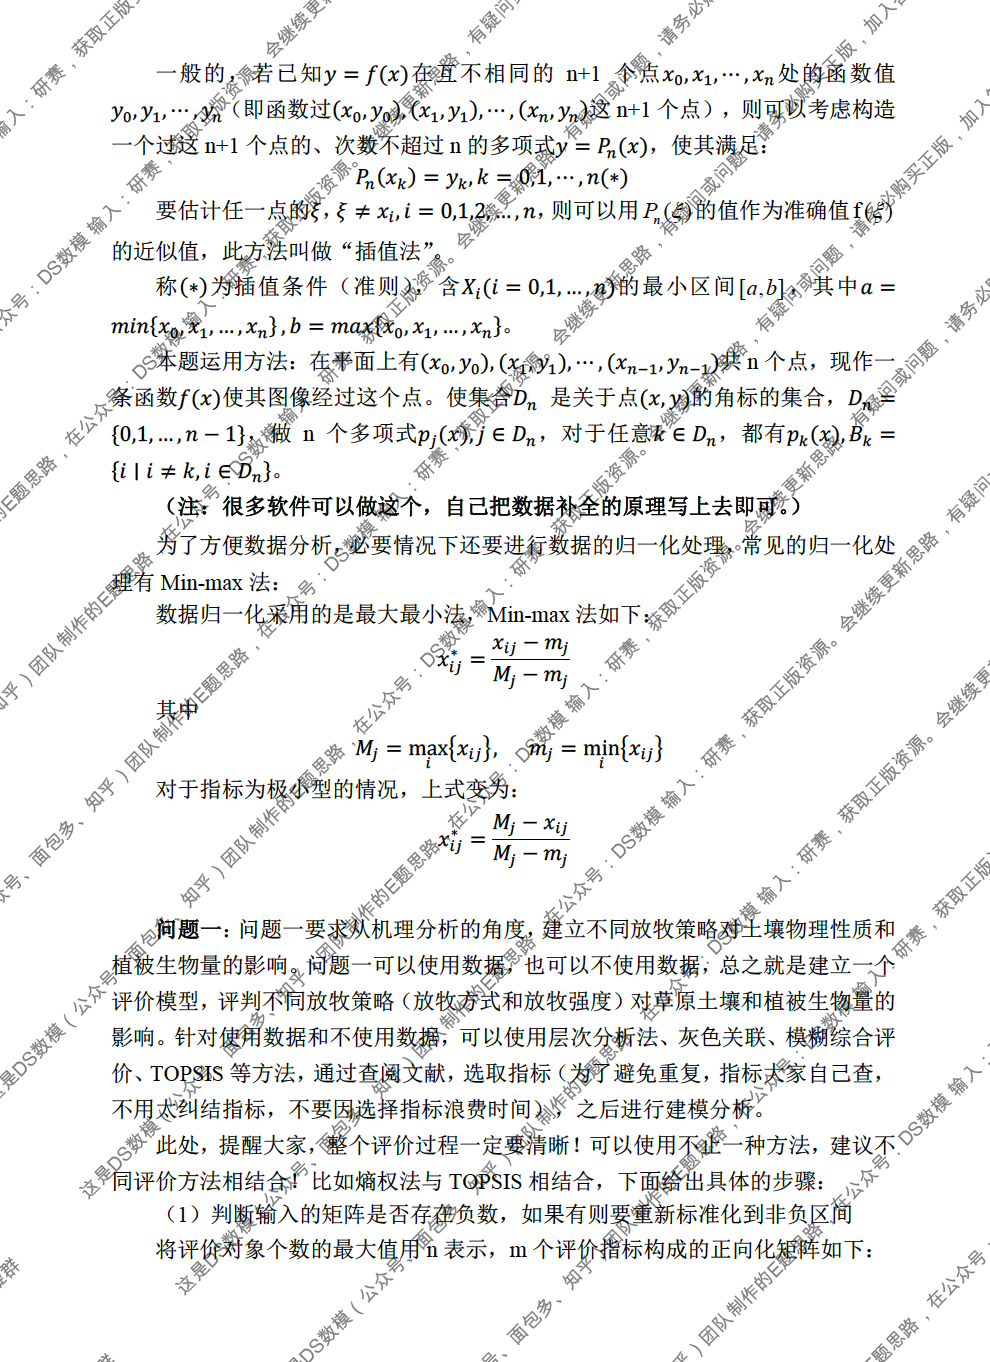 一般的，若已知y = f(x)在互不相同的 n+1 个点x₀, x₁, ⋯, xₙ处的函数值
y₀, y₁, ⋯, yₙ（即函数过(x₀, y₀), (x₁, y₁), ⋯, (xₙ, yₙ)这 n+1 个点），则可以考虑构造
一个过这 n+1 个点的、次数不超过 n 的多项式y = Pₙ(x)，使其满足：
Pₙ(xₖ) = yₖ, k = 0,1, ⋯, n(∗)
要估计任一点的ξ，ξ ≠ xᵢ, i = 0,1,2, … , n，则可以用 Pₙ(ξ) 的值作为准确值 f(ξ)
的近似值，此方法叫做“插值法”。
称(∗)为插值条件（准则），含Xᵢ(i = 0,1, … , n)的最小区间 [a,b]，其中a =
min{x₀, x₁, … , xₙ} , b = max{x₀, x₁, … , xₙ}。
本题运用方法：在平面上有(x₀, y₀), (x₁, y₁), ⋯, (xₙ₋₁, yₙ₋₁)共 n 个点，现作一
条函数f(x)使其图像经过这个点。使集合Dₙ 是关于点(x, y)的角标的集合，Dₙ =
{0,1, … , n − 1}，做 n 个多项式pⱼ(x), j ∈ Dₙ，对于任意k ∈ Dₙ，都有pₖ(x), Bₖ =
{i ∣ i ≠ k, i ∈ Dₙ}。
（注：很多软件可以做这个，自己把数据补全的原理写上去即可。）
为了方便数据分析，必要情况下还要进行数据的归一化处理，常见的归一化处
理有 Min-max 法：
数据归一化采用的是最大最小法，Min-max 法如下：
x*ᵢⱼ = (xᵢⱼ − mⱼ) / (Mⱼ − mⱼ)
其中
Mⱼ = max_i{xᵢⱼ}, mⱼ = min_i{xᵢⱼ}
对于指标为极小型的情况，上式变为：
x*ᵢⱼ = (Mⱼ − xᵢⱼ) / (Mⱼ − mⱼ)
问题一：问题一要求从机理分析的角度，建立不同放牧策略对土壤物理性质和
植被生物量的影响。问题一可以使用数据，也可以不使用数据，总之就是建立一个
评价模型，评判不同放牧策略（放牧方式和放牧强度）对草原土壤和植被生物量的
影响。针对使用数据和不使用数据，可以使用层次分析法、灰色关联、模糊综合评
价、TOPSIS 等方法，通过查阅文献，选取指标（为了避免重复，指标大家自己查，
不用太纠结指标，不要因选择指标浪费时间），之后进行建模分析。
此处，提醒大家，整个评价过程一定要清晰！可以使用不止一种方法，建议不
同评价方法相结合！比如熵权法与 TOPSIS 相结合，下面给出具体的步骤：
（1）判断输入的矩阵是否存在负数，如果有则要重新标准化到非负区间
将评价对象个数的最大值用 n 表示，m 个评价指标构成的正向化矩阵如下：